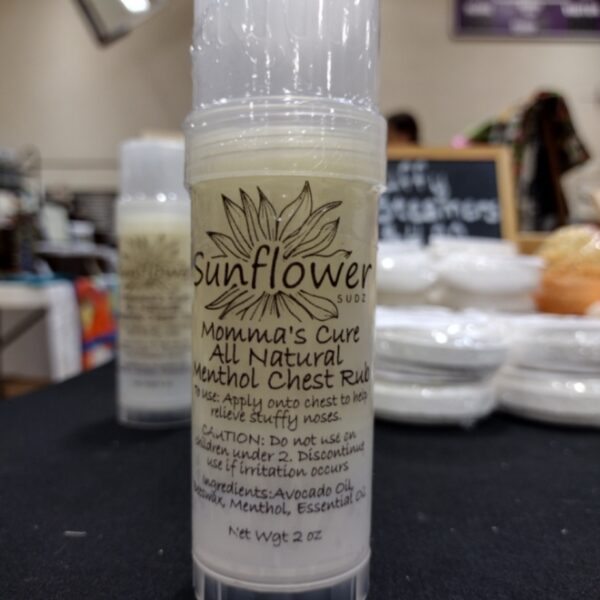 Sunflower
SUDZ
Momma's Cure
All Natural
Menthol Chest Rub
To use: Apply onto chest to help
relieve stuffy noses.
CAUTION: Do not use on
children under 2. Discontinue
use if irritation occurs
Ingredients: Avocado Oil,
Beeswax, Menthol, Essential Oil
Net Wgt 2 oz
Sunflower